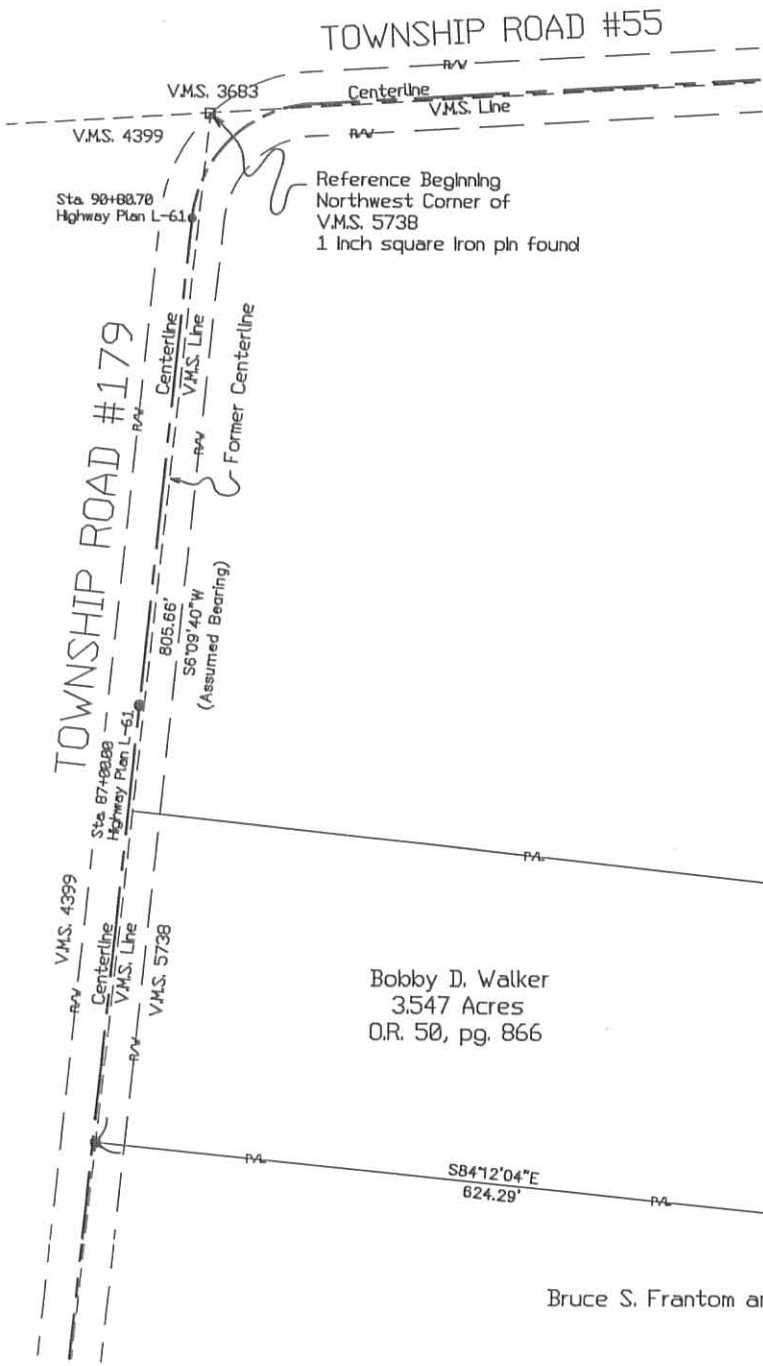 TOWNSHIP ROAD #55
R/W
V.M.S. 3683
Centerline
V.M.S. Line
V.M.S. 4399
R/W
Reference Beginning
Northwest Corner of
V.M.S. 5738
1 Inch square Iron pin found
Sta. 90+80.70
Highway Plan L-61
Centerline
V.M.S. Line
Former Centerline
TOWNSHIP ROAD #179
R/W
R/W
805.66'
S6°09'40"W
(Assumed Bearing)
Sta. 87+00.00
Highway Plan L-61
P/L
V.M.S. 4399
Centerline
V.M.S. Line
V.M.S. 5738
R/W
R/W
Bobby D. Walker
3.547 Acres
O.R. 50, pg. 866
P/L
S84°12'04"E
624.29'
P/L
Bruce S. Frantom